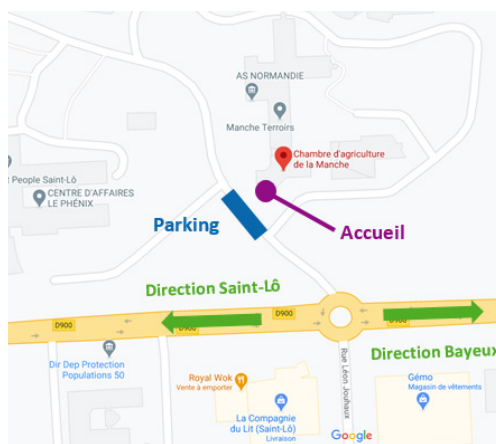 AS NORMANDIE
Manche Terroirs
Chambre d'agriculture
de la Manche
t People Saint-Lô
CENTRE D'AFFAIRES
LE PHÉNIX
Parking
Accueil
Direction Saint-Lô
D900
D900
D900
Direction Bayeux
Dir Dep Protection
Populations 50
Rue Léon Jouhaux
Royal Wok
Vente à emporter
Gémo
Magasin de vêtements
La Compagnie
du Lit (Saint-Lô)
Livraison
Google